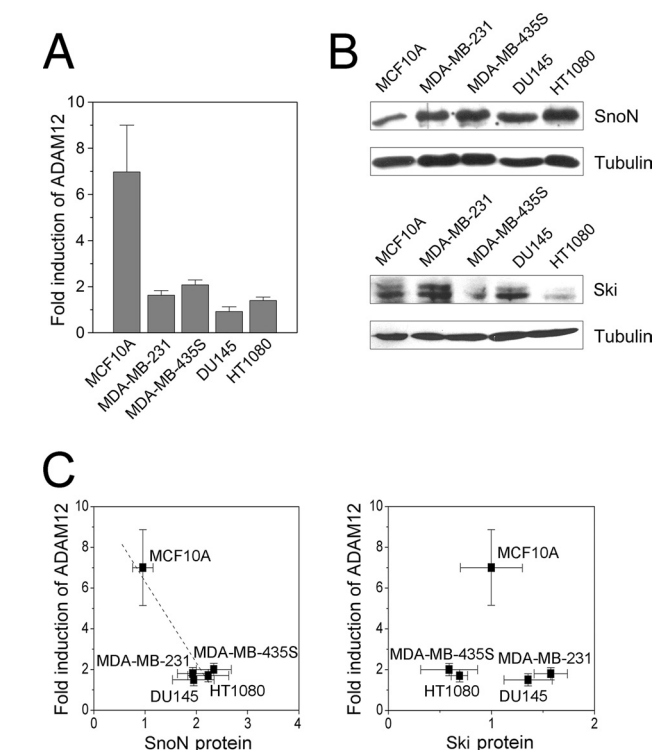 A
Fold induction of ADAM12
10
8
6
4
2
0
MCF10A
MDA-MB-231
MDA-MB-435S
DU145
HT1080
B
MCF10A
MDA-MB-231
MDA-MB-435S
DU145
HT1080
SnoN
Tubulin
MCF10A
MDA-MB-231
MDA-MB-435S
DU145
HT1080
Ski
Tubulin
C
Fold induction of ADAM12
10
8
6
4
2
0
MCF10A
MDA-MB-231
MDA-MB-435S
DU145
HT1080
0 1 2 3 4
SnoN protein
Fold induction of ADAM12
10
8
6
4
2
0
MCF10A
MDA-MB-435S
MDA-MB-231
HT1080
DU145
0 1 2
Ski protein